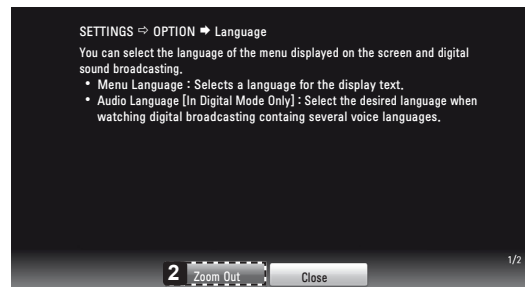 SETTINGS ⇨ OPTION ➡ Language
You can select the language of the menu displayed on the screen and digital
sound broadcasting.
• Menu Language : Selects a language for the display text.
• Audio Language [In Digital Mode Only] : Select the desired language when
watching digital broadcasting containg several voice languages.
1/2
2 Zoom Out Close